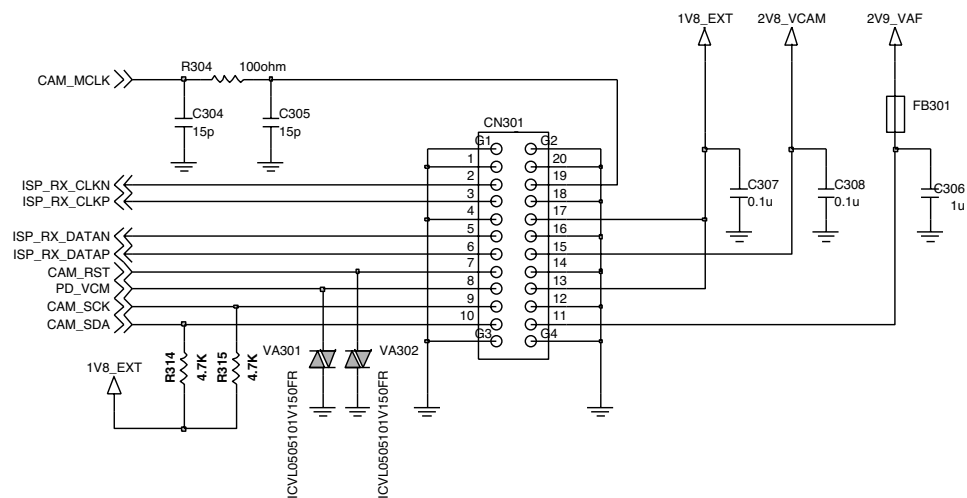 1V8_EXT 2V8_VCAM 2V9_VAF
R304 100ohm
CAM_MCLK
C304
15p
C305
15p
FB301
CN301
G1 G2
1 20
ISP_RX_CLKN 2 19
ISP_RX_CLKP 3 18
4 17
ISP_RX_DATAN 5 16
ISP_RX_DATAP 6 15
CAM_RST 7 14
PD_VCM 8 13
CAM_SCK 9 12
CAM_SDA 10 11
G3 G4
C307
0.1u
C308
0.1u
C306
1u
1V8_EXT
R314
4.7K
R315
4.7K
VA301
ICVL0505101V150FR
VA302
ICVL0505101V150FR